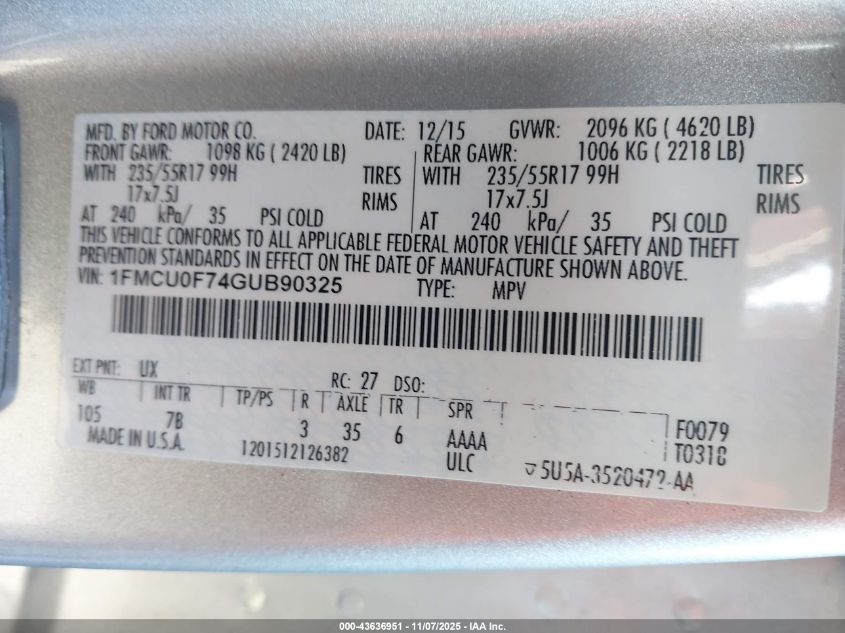 MFD. BY FORD MOTOR CO. DATE: 12/15 GVWR: 2096 KG ( 4620 LB)
FRONT GAWR: 1098 KG ( 2420 LB) REAR GAWR: 1006 KG ( 2218 LB)
WITH 235/55R17 99H TIRES WITH 235/55R17 99H TIRES
17x7.5J RIMS 17x7.5J RIMS
AT 240 kPa/ 35 PSI COLD AT 240 kPa/ 35 PSI COLD
THIS VEHICLE CONFORMS TO ALL APPLICABLE FEDERAL MOTOR VEHICLE SAFETY AND THEFT
PREVENTION STANDARDS IN EFFECT ON THE DATE OF MANUFACTURE SHOWN ABOVE.
VIN: 1FMCU0F74GUB90325 TYPE: MPV
EXT PNT: UX RC: 27 DSO:
WB INT TR TP/PS R AXLE TR SPR
105 7B 3 35 6 AAAA F0079
MADE IN U.S.A. 1201512126382 ULC T0318
5U5A-3520472-AA
000-43636951 - 11/07/2025 - IAA Inc.